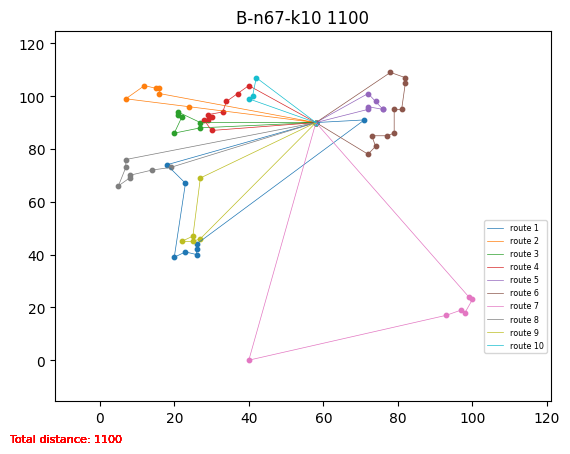 B-n67-k10 1100
120
100
80
60
40
20
0
0 20 40 60 80 100 120
route 1
route 2
route 3
route 4
route 5
route 6
route 7
route 8
route 9
route 10
Total distance: 1100